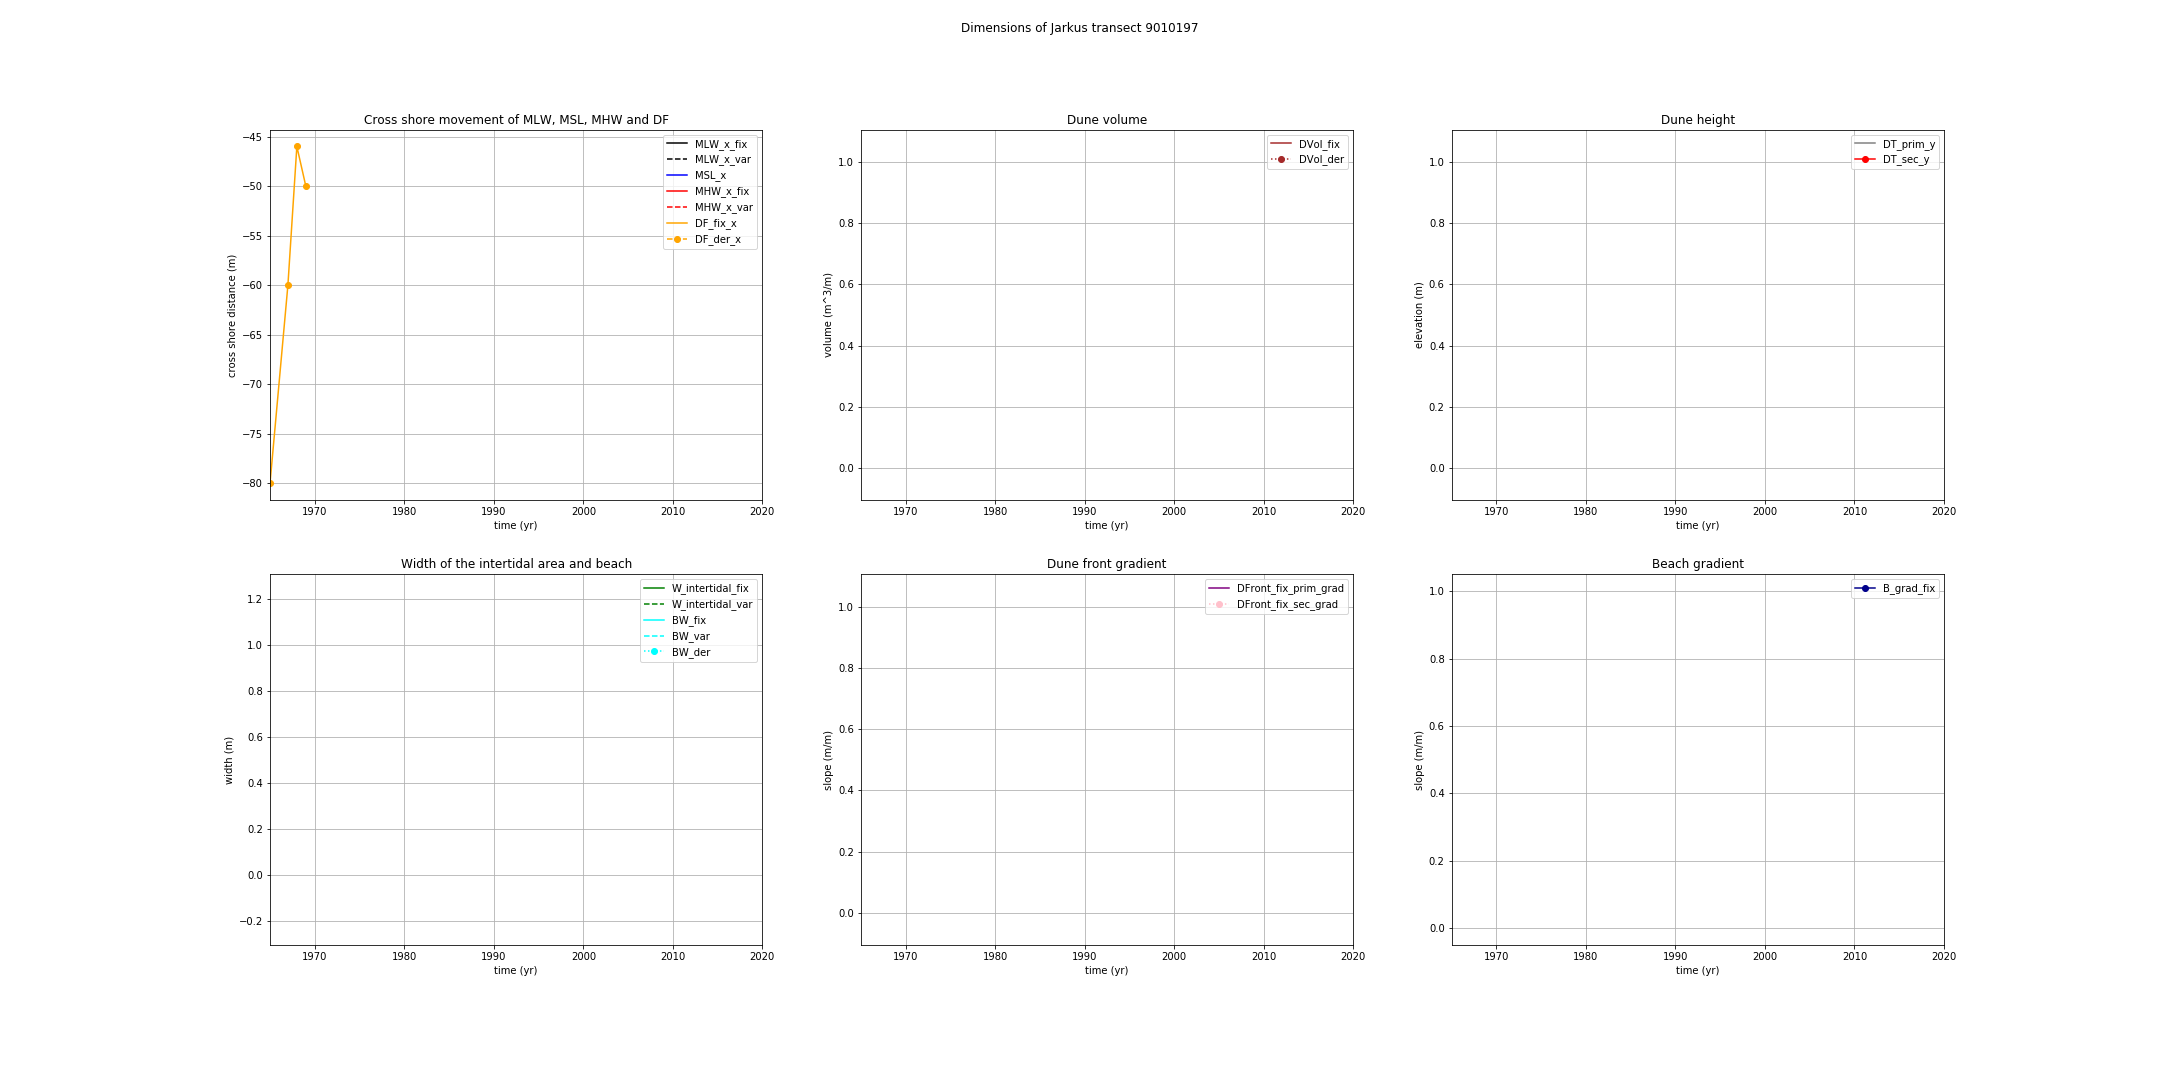 Dimensions of Jarkus transect 9010197
Cross shore movement of MLW, MSL, MHW and DF
−45
−50
−55
−60
−65
−70
−75
−80
cross shore distance (m)
MLW_x_fix
MLW_x_var
MSL_x
MHW_x_fix
MHW_x_var
DF_fix_x
DF_der_x
1970 1980 1990 2000 2010 2020
time (yr)
Dune volume
1.0
0.8
0.6
0.4
0.2
0.0
volume (m^3/m)
DVol_fix
DVol_der
1970 1980 1990 2000 2010 2020
time (yr)
Dune height
1.0
0.8
0.6
0.4
0.2
0.0
elevation (m)
DT_prim_y
DT_sec_y
1970 1980 1990 2000 2010 2020
time (yr)
Width of the intertidal area and beach
1.2
1.0
0.8
0.6
0.4
0.2
0.0
−0.2
width (m)
W_intertidal_fix
W_intertidal_var
BW_fix
BW_var
BW_der
1970 1980 1990 2000 2010 2020
time (yr)
Dune front gradient
1.0
0.8
0.6
0.4
0.2
0.0
slope (m/m)
DFront_fix_prim_grad
DFront_fix_sec_grad
1970 1980 1990 2000 2010 2020
time (yr)
Beach gradient
1.0
0.8
0.6
0.4
0.2
0.0
slope (m/m)
B_grad_fix
1970 1980 1990 2000 2010 2020
time (yr)